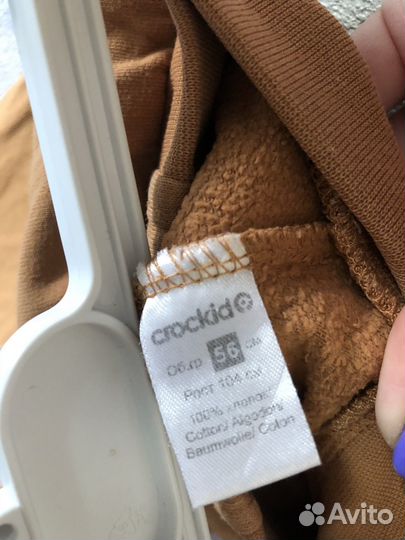 crockid
Об.гр 56 см
Рост 104 см
100% хлопок/
Cotton/ Algodon/
Baumwolle/ Coton
Avito